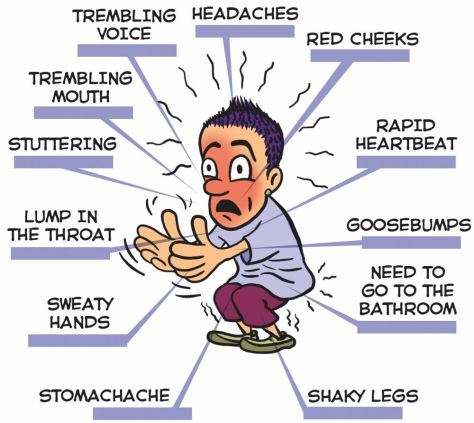 TREMBLING
VOICE
HEADACHES
RED CHEEKS
TREMBLING
MOUTH
STUTTERING
RAPID
HEARTBEAT
LUMP IN
THE THROAT
GOOSEBUMPS
SWEATY
HANDS
NEED TO
GO TO THE
BATHROOM
STOMACHACHE
SHAKY LEGS